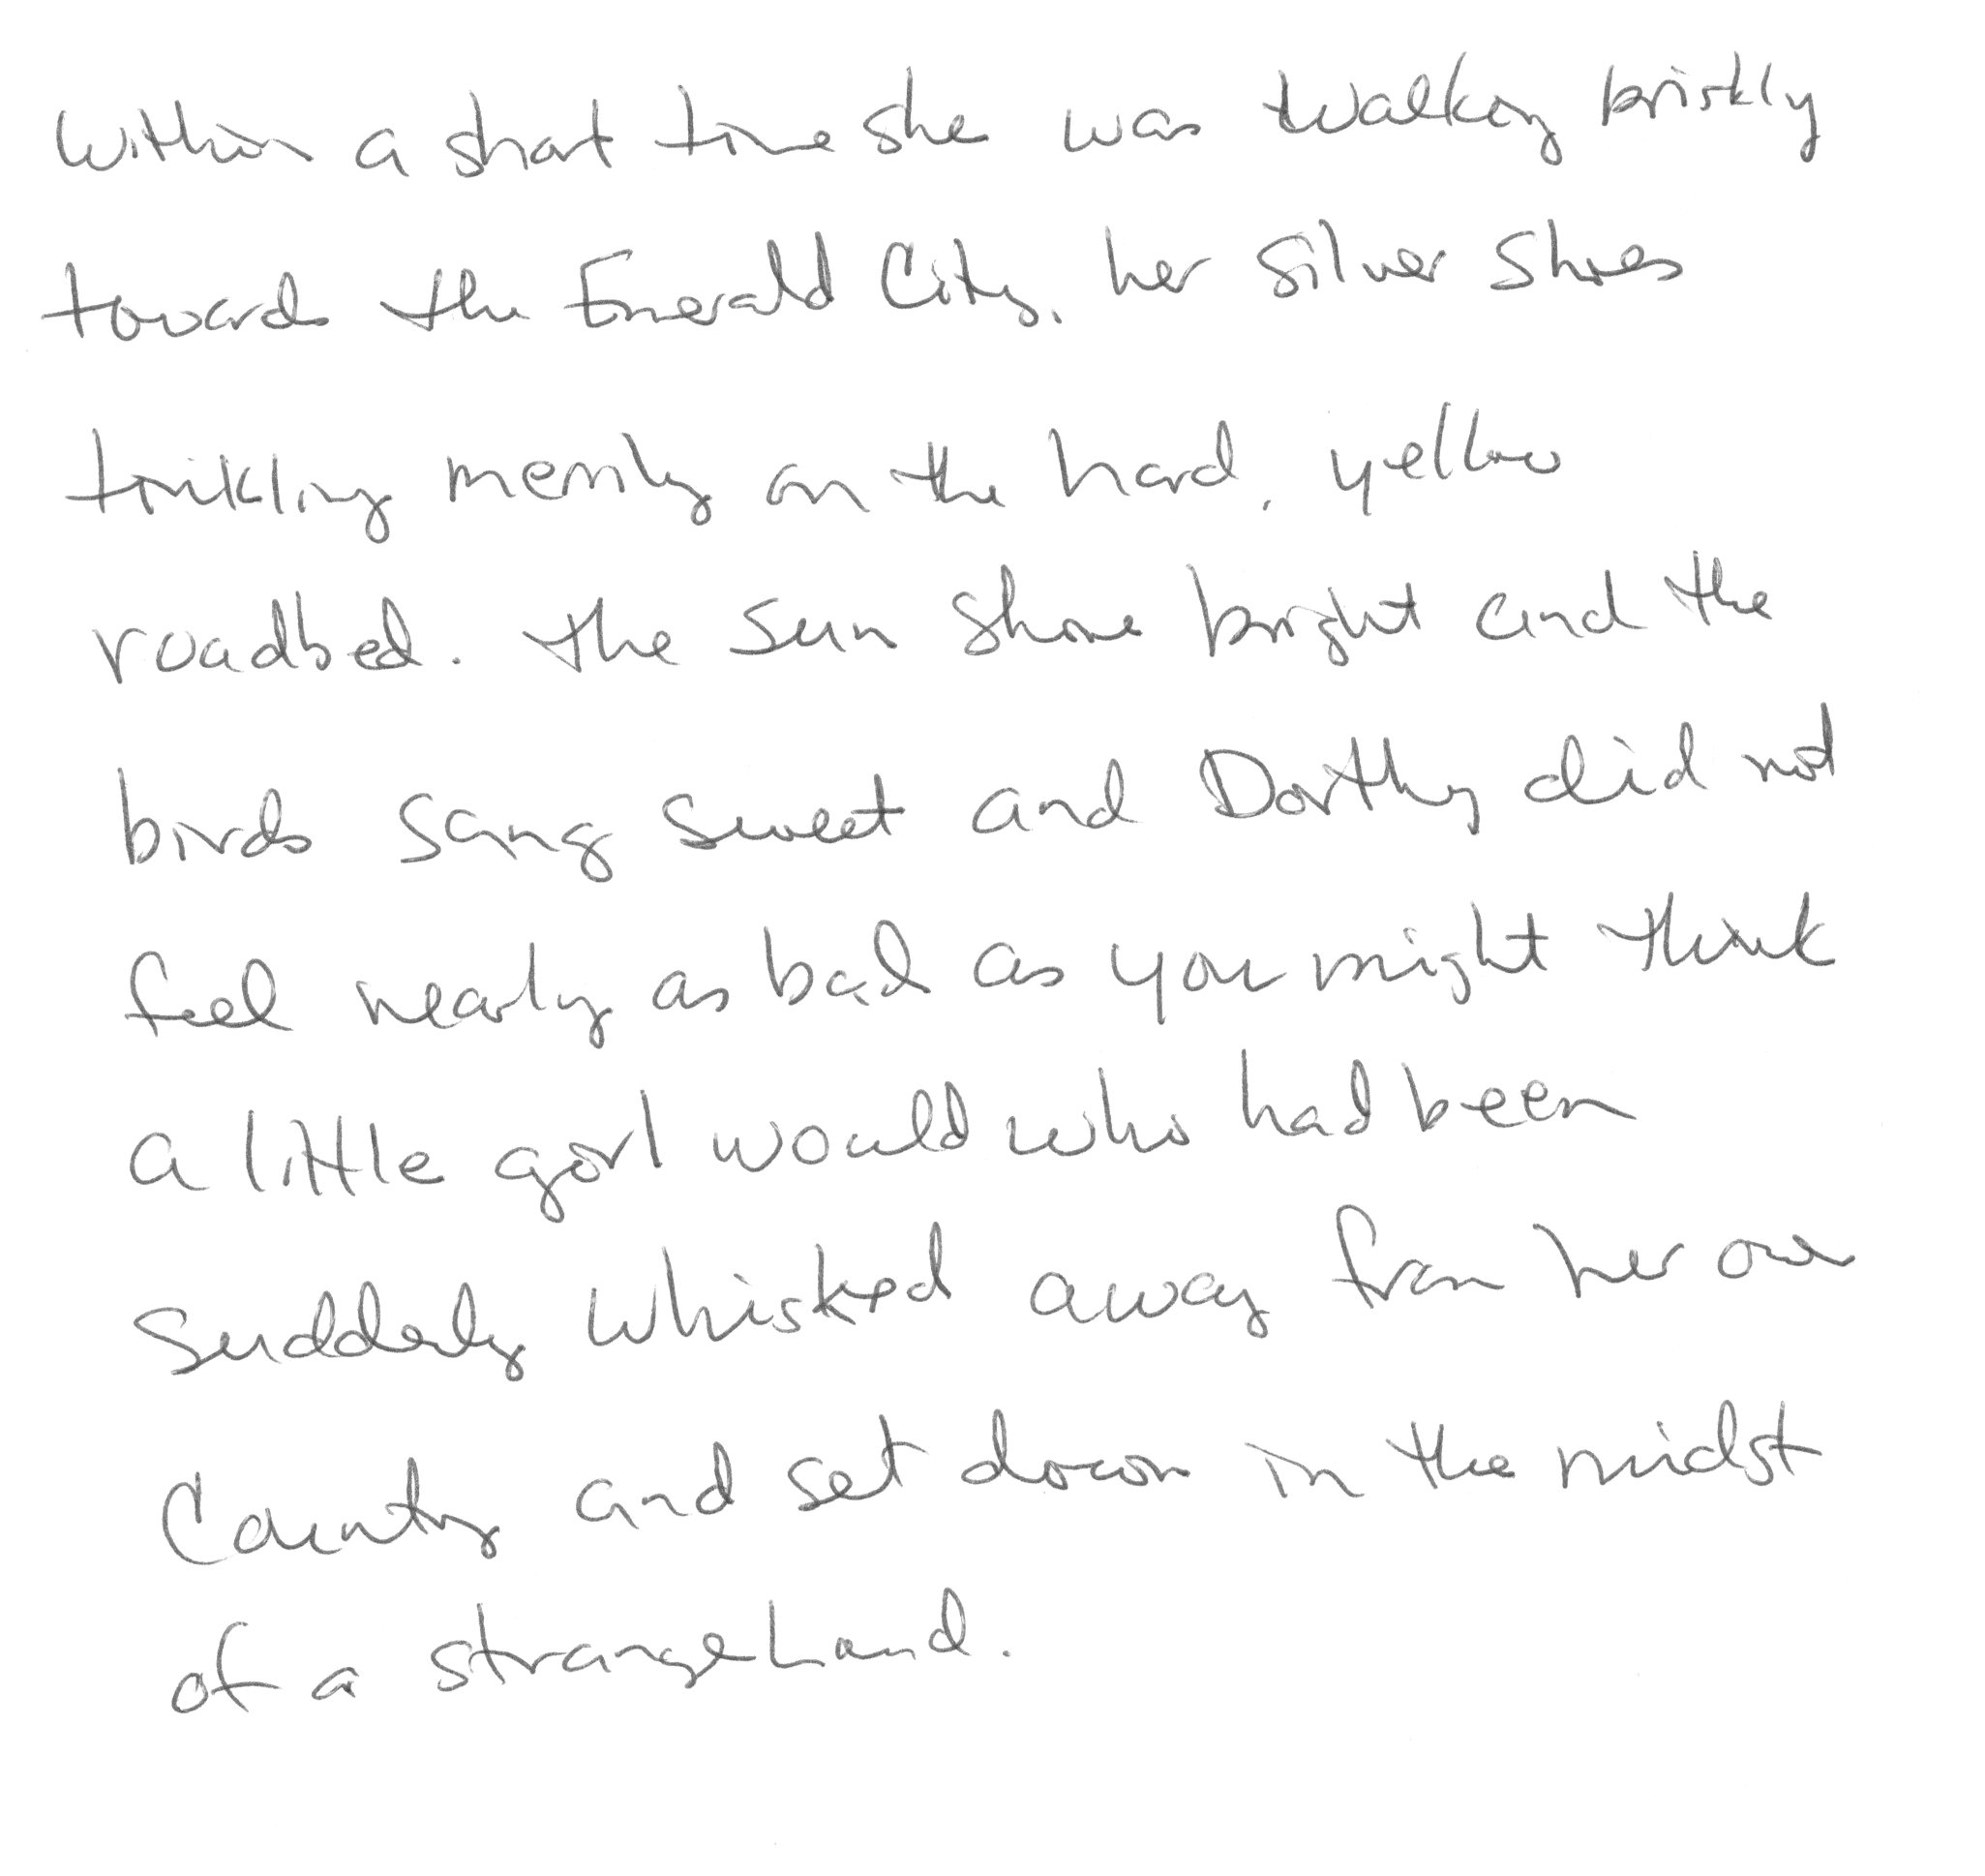 Within a short time she was walking briskly
towards the Emerald City, her silver shoes
tinkling merrily on the hard, yellow
roadbed. The sun shone bright and the
birds sang sweet and Dorthy did not
feel nearly as bad as you might think
a little girl would who had been
suddenly whisked away from her own
country and set down in the midst
of a strange land.